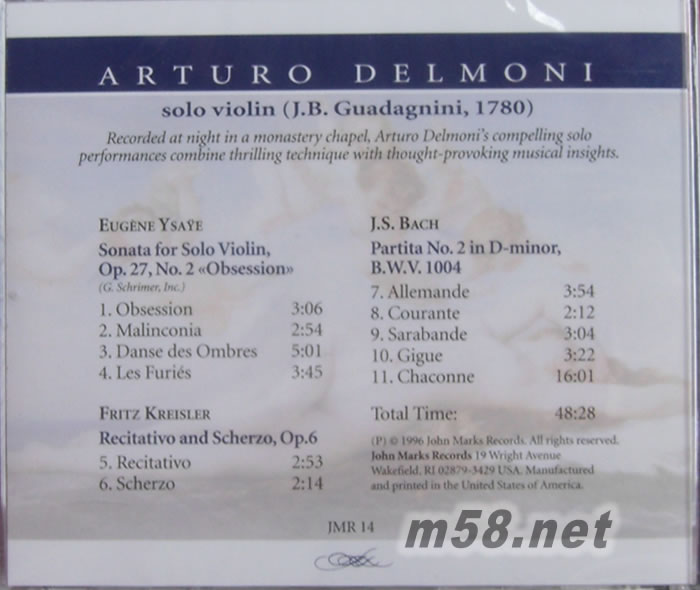 ARTURO DELMONI
solo violin (J.B. Guadagnini, 1780)
Recorded at night in a monastery chapel, Arturo Delmoni's compelling solo
performances combine thrilling technique with thought-provoking musical insights.
EUGÈNE YSAŸE
Sonata for Solo Violin,
Op. 27, No. 2 «Obsession»
(G. Schrimer, Inc.)
1. Obsession 3:06
2. Malinconia 2:54
3. Danse des Ombres 5:01
4. Les Furiés 3:45
FRITZ KREISLER
Recitativo and Scherzo, Op.6
5. Recitativo 2:53
6. Scherzo 2:14
J.S. BACH
Partita No. 2 in D-minor,
B.W.V. 1004
7. Allemande 3:54
8. Courante 2:12
9. Sarabande 3:04
10. Gigue 3:22
11. Chaconne 16:01
Total Time: 48:28
(P) © 1996 John Marks Records. All rights reserved.
John Marks Records 19 Wright Avenue
Wakefield, RI 02879-3429 USA. Manufactured
and printed in the United States of America.
JMR 14
m58.net